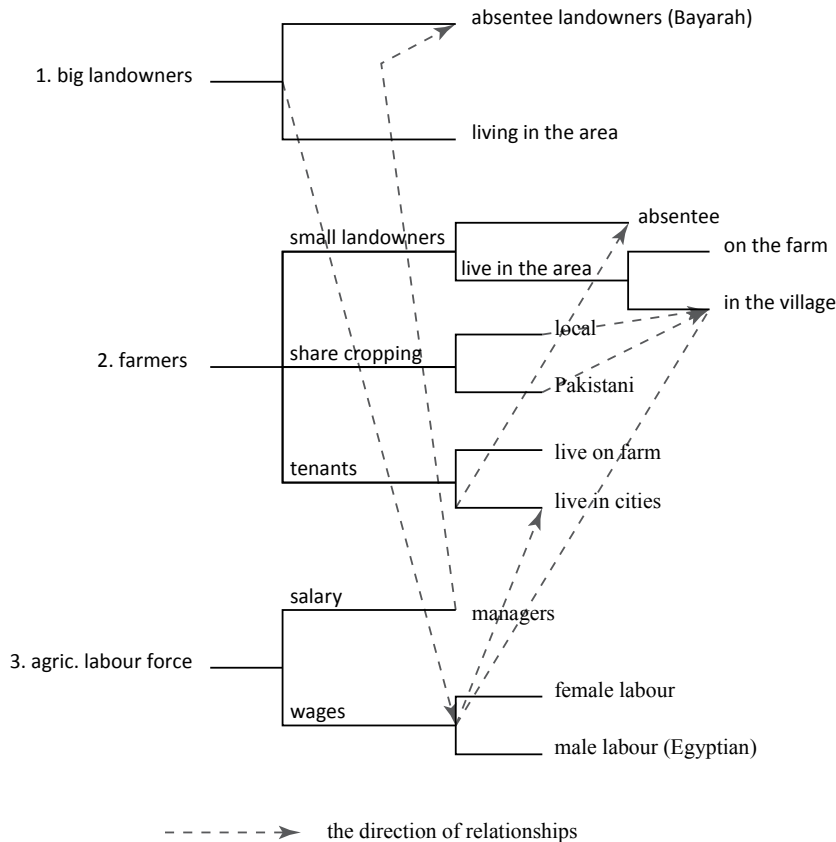 absentee landowners (Bayarah)
1. big landowners
living in the area
absentee
small landowners
on the farm
live in the area
in the village
local
share cropping
2. farmers
Pakistani
live on farm
tenants
live in cities
salary
managers
3. agric. labour force
female labour
wages
male labour (Egyptian)
the direction of relationships